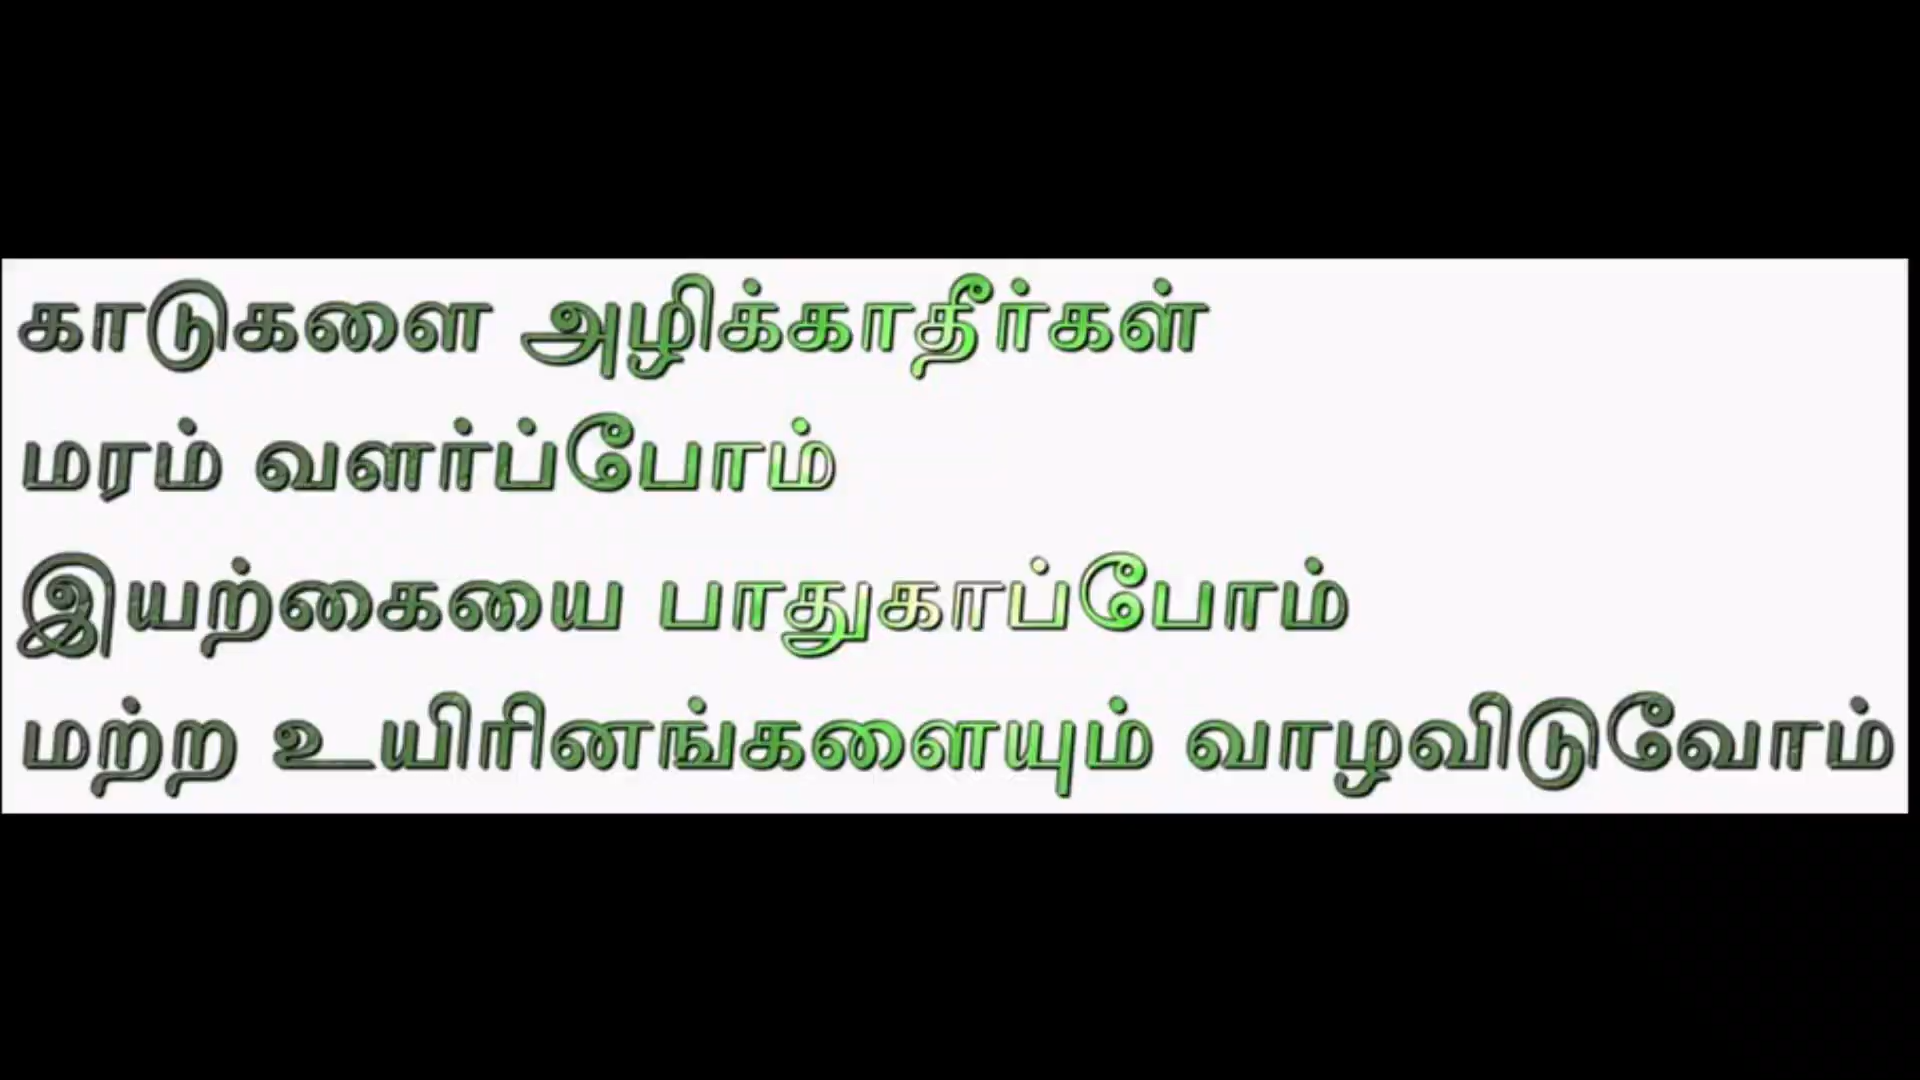 காடுகளை அழிக்காதீர்கள்
மரம் வளர்ப்போம்
இயற்கையை பாதுகாப்போம்
மற்ற உயிரினங்களையும் வாழவிடுவோம்